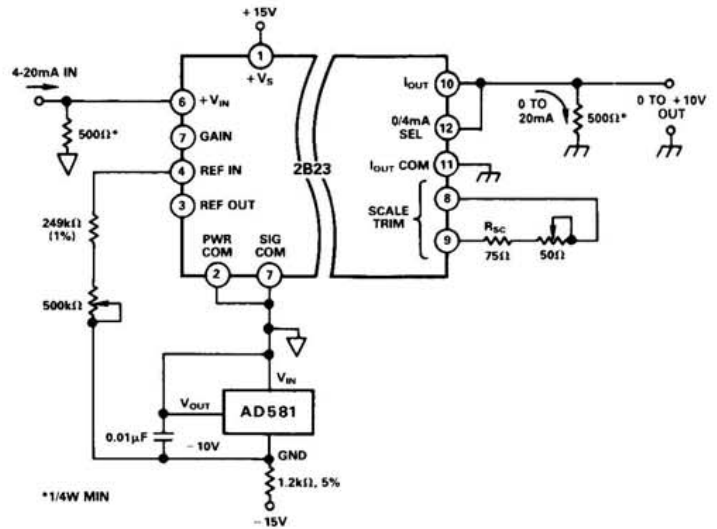 +15V
1
+VS
4-20mA IN
6
+VIN
500Ω*
7
GAIN
4
REF IN
3
REF OUT
249kΩ
(1%)
500kΩ
PWR
COM
2
SIG
COM
7
2B23
IOUT
10
0/4mA
SEL
12
IOUT COM
11
SCALE
TRIM
8
9
0 TO
20mA
500Ω*
0 TO +10V
OUT
RSC
75Ω
50Ω
VIN
VOUT
AD581
0.01μF
-10V
GND
1.2kΩ, 5%
-15V
*1/4W MIN